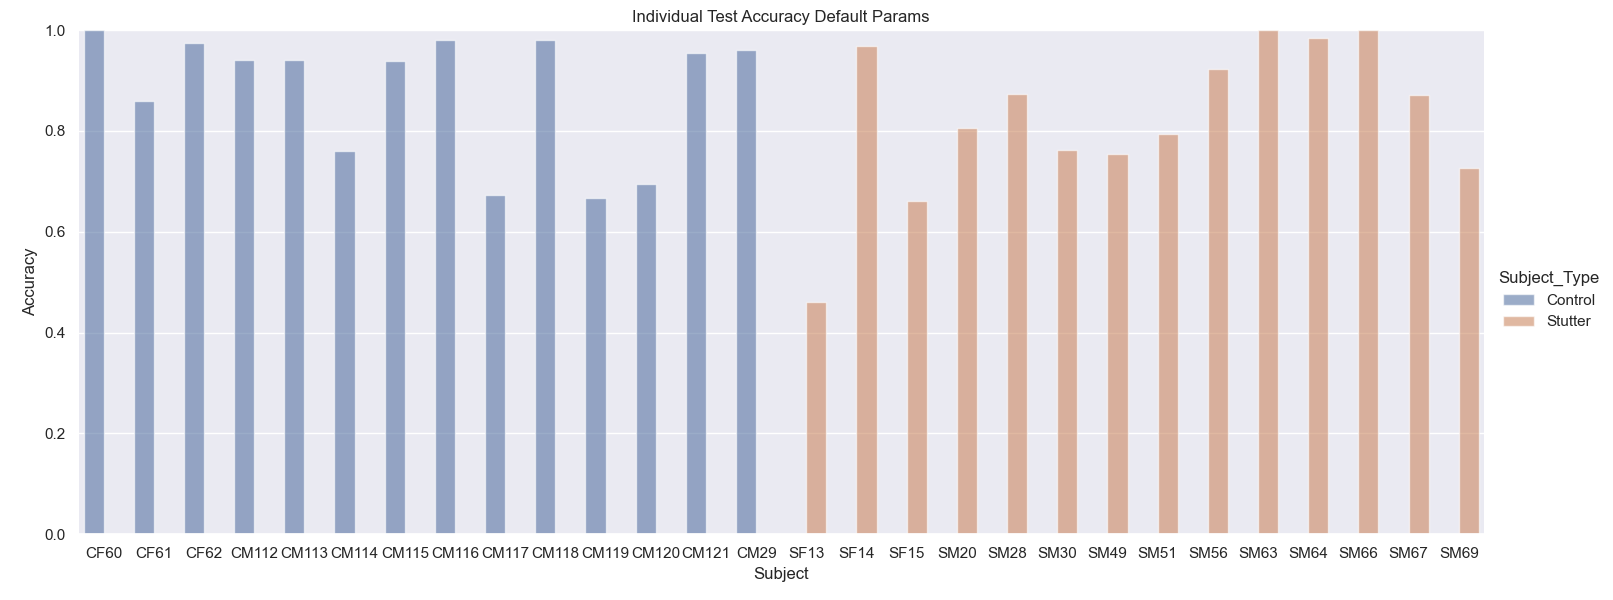 Individual Test Accuracy Default Params
1.0
0.8
0.6
0.4
0.2
0.0
Accuracy
CF60 CF61 CF62 CM112 CM113 CM114 CM115 CM116 CM117 CM118 CM119 CM120 CM121 CM29 SF13 SF14 SF15 SM20 SM28 SM30 SM49 SM51 SM56 SM63 SM64 SM66 SM67 SM69
Subject
Subject_Type
Control
Stutter